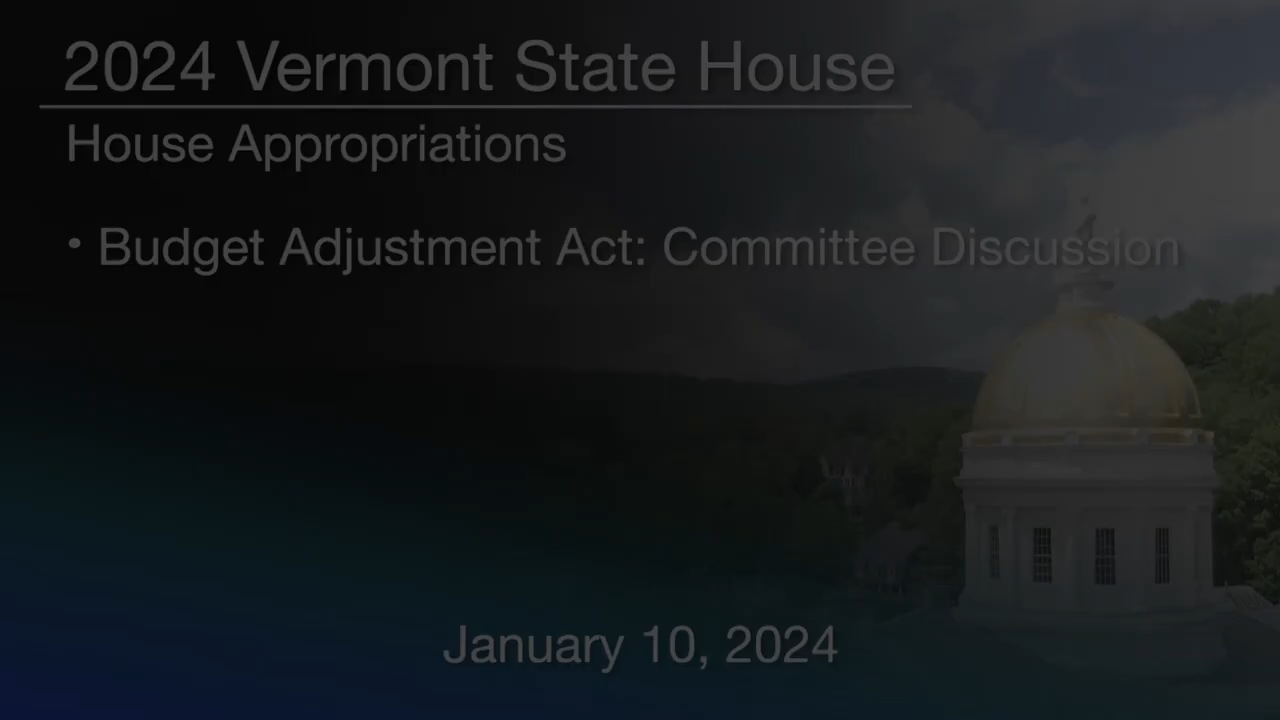 2024 Vermont State House
House Appropriations
• Budget Adjustment Act: Committee Discussion
January 10, 2024